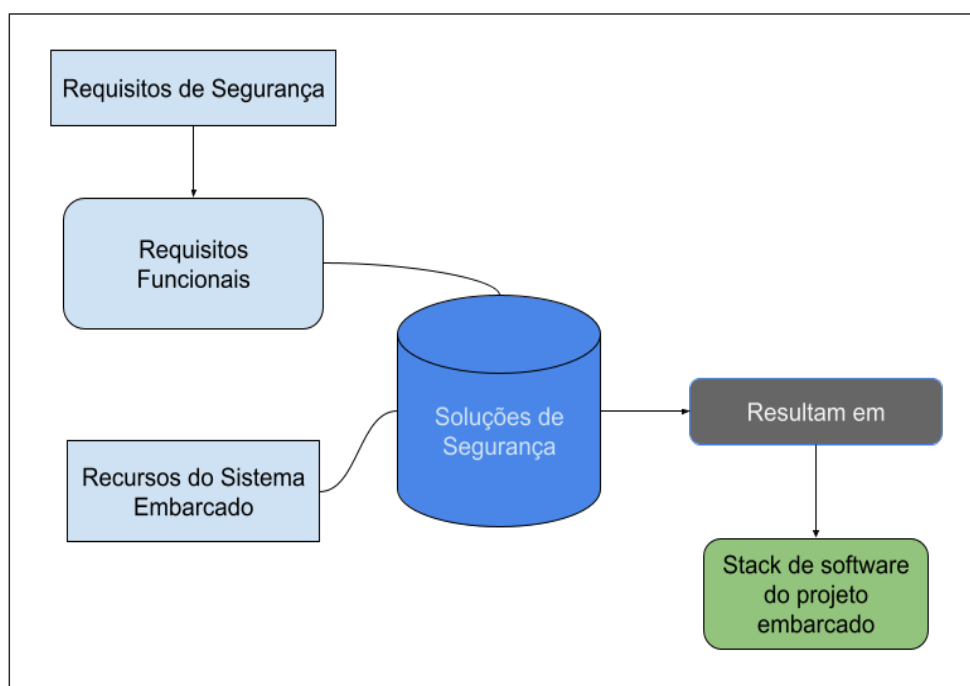 Requisitos de Segurança
Requisitos
Funcionais
Soluções de
Segurança
Recursos do Sistema
Embarcado
Resultam em
Stack de software
do projeto
embarcado